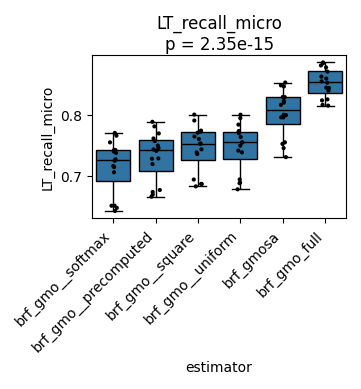 LT_recall_micro
p = 2.35e-15
LT_recall_micro
0.8
0.7
brf_gmo__softmax
brf_gmo__precomputed
brf_gmo__square
brf_gmo__uniform
brf_gmosa
brf_gmo_full
estimator